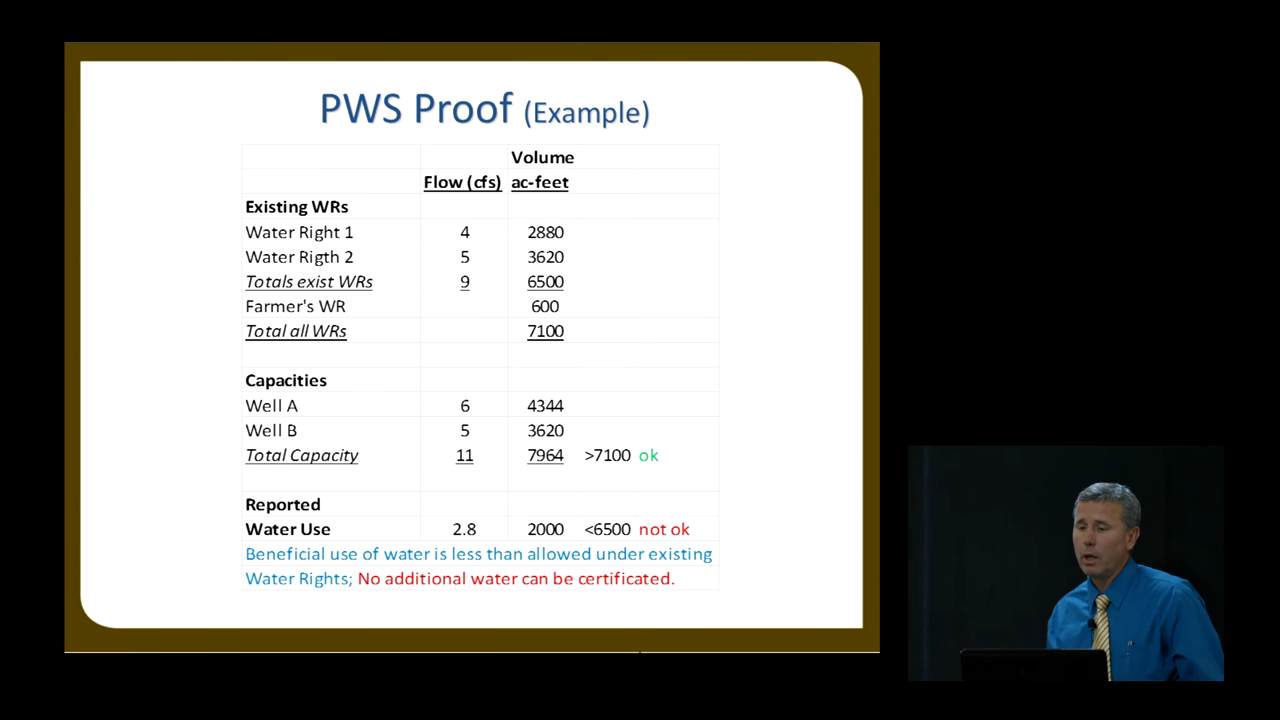 PWS Proof (Example)
Volume
Flow (cfs) ac-feet
Existing WRs
Water Right 1 4 2880
Water Rigth 2 5 3620
Totals exist WRs 9 6500
Farmer's WR 600
Total all WRs 7100
Capacities
Well A 6 4344
Well B 5 3620
Total Capacity 11 7964 >7100 ok
Reported
Water Use 2.8 2000 <6500 not ok
Beneficial use of water is less than allowed under existing
Water Rights; No additional water can be certificated.